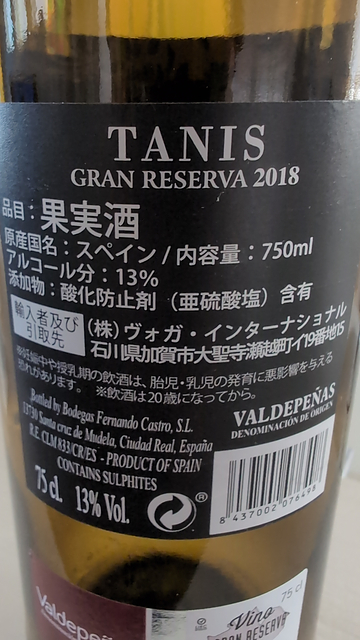 TANIS
GRAN RESERVA 2018
品目：果実酒
原産国名：スペイン / 内容量：750ml
アルコール分：13%
添加物：酸化防止剤（亜硫酸塩）含有
輸入者及び
引取先
(株) ヴォガ・インターナショナル
石川県加賀市大聖寺瀬越町イ19番地15
※妊娠中や授乳期の飲酒は、胎児・乳児の発育に悪影響を与える
恐れがあります。 ※飲酒は20歳になってから。
Bottled by Bodegas Fernando Castro, S.L.
13730 Santa cruz de Mudela, Ciudad Real, España
R.E. CLM 833/CR/ES - PRODUCT OF SPAIN
CONTAINS SULPHITES
75 cl. 13% Vol.
®
VALDEPEÑAS
DENOMINACIÓN DE ORIGEN
8 437002 076498
Valdepeñ
Vino
GRAN RESERVA
75 cl